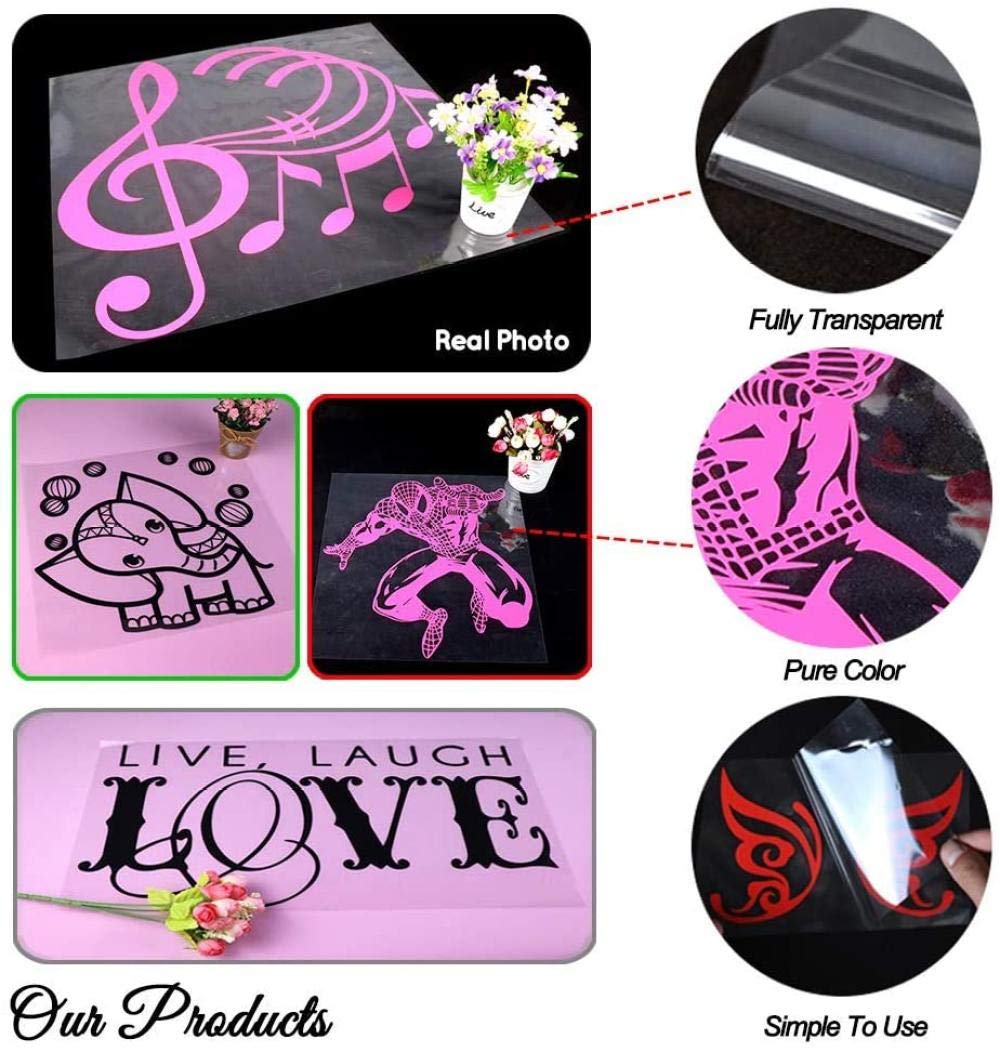 Live
Real Photo
Fully Transparent
Pure Color
LIVE, LAUGH
LOVE
Our Products
Simple To Use